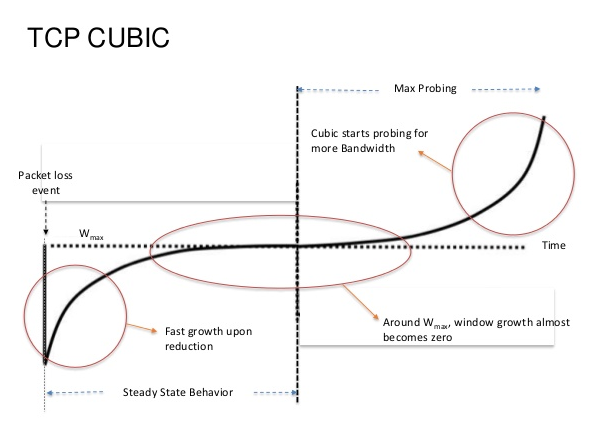 TCP CUBIC
Max Probing
Cubic starts probing for
more Bandwidth
Packet loss
event
Wmax
Time
Around Wmax, window growth almost
becomes zero
Fast growth upon
reduction
Steady State Behavior